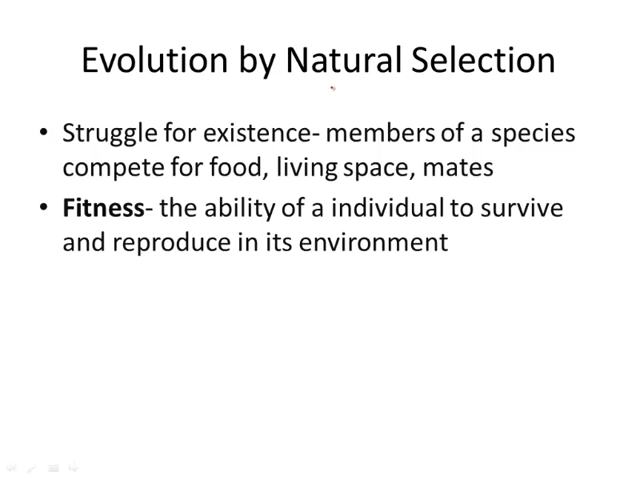 Evolution by Natural Selection
• Struggle for existence- members of a species
compete for food, living space, mates
• Fitness- the ability of a individual to survive
and reproduce in its environment